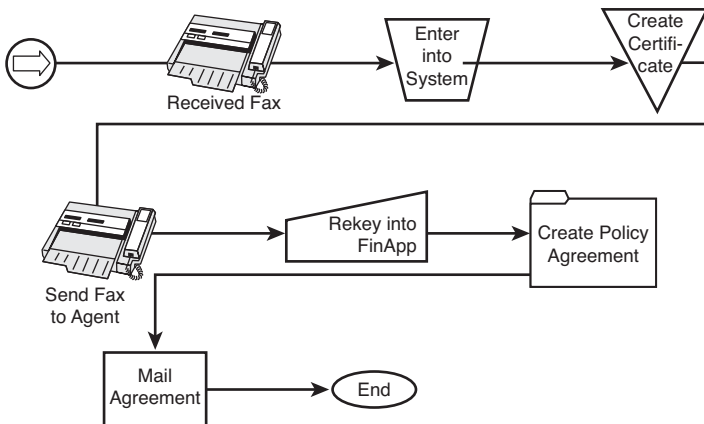 Received Fax
Enter
into
System
Create
Certifi-
cate
Send Fax
to Agent
Rekey into
FinApp
Create Policy
Agreement
Mail
Agreement
End